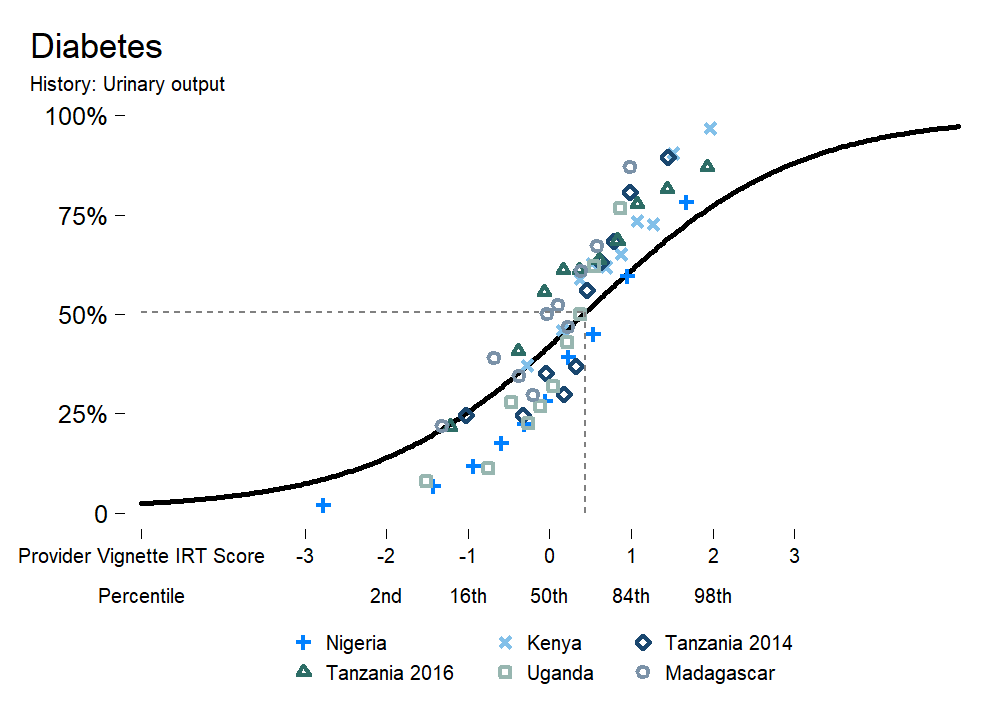 Diabetes
History: Urinary output
100%
75%
50%
25%
0
Provider Vignette IRT Score -3 -2 -1 0 1 2 3
Percentile 2nd 16th 50th 84th 98th
Nigeria Kenya Tanzania 2014
Tanzania 2016 Uganda Madagascar